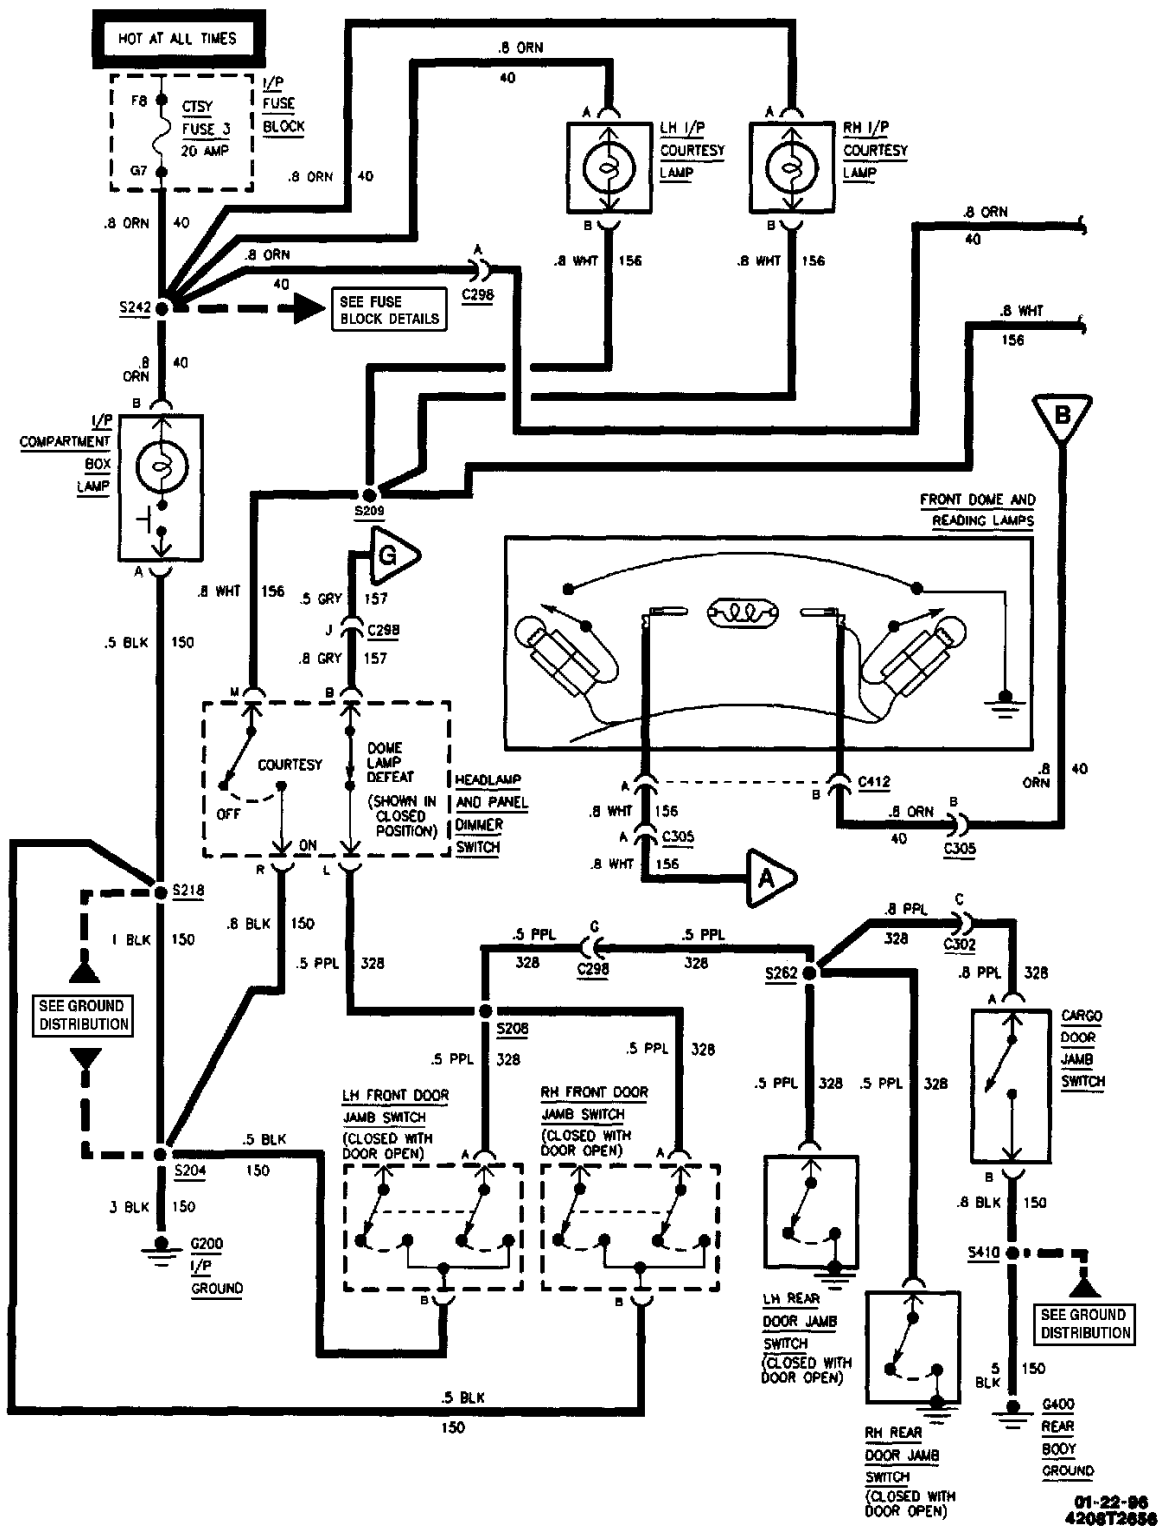 HOT AT ALL TIMES
F8
CTSY
FUSE 3
20 AMP
G7
I/P
FUSE
BLOCK
.8 ORN
40
.8 ORN
40
.8 ORN
40
.8 ORN
40
A
C298
S242
SEE FUSE
BLOCK DETAILS
A
LH I/P
COURTESY
LAMP
B
.8 WHT
156
A
RH I/P
COURTESY
LAMP
B
.8 WHT
156
.8 ORN
40
.8 WHT
156
.8
ORN
40
B
I/P
COMPARTMENT
BOX
LAMP
A
.5 BLK
150
S209
G
.8 WHT
156
.5 GRY
157
J
C298
.8 GRY
157
M
B
COURTESY
OFF
ON
DOME
LAMP
DEFEAT
(SHOWN IN
CLOSED
POSITION)
HEADLAMP
AND PANEL
DIMMER
SWITCH
R
L
B
FRONT DOME AND
READING LAMPS
A
B
C412
.8 WHT
156
A
C305
.8 WHT
156
A
.8 ORN
40
B
C305
.8
ORN
40
S218
1 BLK
150
SEE GROUND
DISTRIBUTION
.8 BLK
150
.5 PPL
328
.5 PPL
328
G
C298
.5 PPL
328
S262
.8 PPL
328
C
C302
.8 PPL
328
A
CARGO
DOOR
JAMB
SWITCH
B
.8 BLK
150
S410
SEE GROUND
DISTRIBUTION
5
BLK
150
G400
REAR
BODY
GROUND
S208
.5 PPL
328
.5 PPL
328
.5 PPL
328
.5 PPL
328
LH FRONT DOOR
JAMB SWITCH
(CLOSED WITH
DOOR OPEN)
A
B
RH FRONT DOOR
JAMB SWITCH
(CLOSED WITH
DOOR OPEN)
A
B
S204
.5 BLK
150
3 BLK
150
G200
I/P
GROUND
LH REAR
DOOR JAMB
SWITCH
(CLOSED WITH
DOOR OPEN)
RH REAR
DOOR JAMB
SWITCH
(CLOSED WITH
DOOR OPEN)
.5 BLK
150
01-22-96
4208T2656